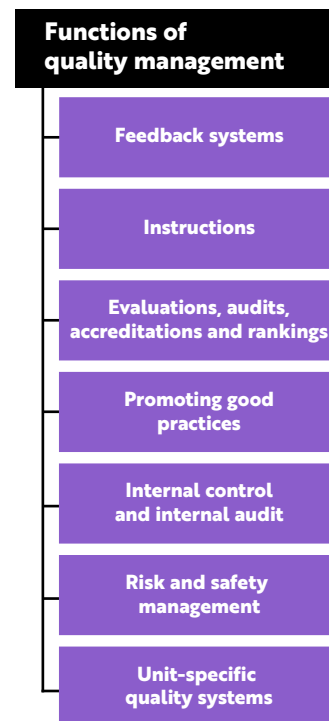 Functions of
quality management
Feedback systems
Instructions
Evaluations, audits,
accreditations and rankings
Promoting good
practices
Internal control
and internal audit
Risk and safety
management
Unit-specific
quality systems